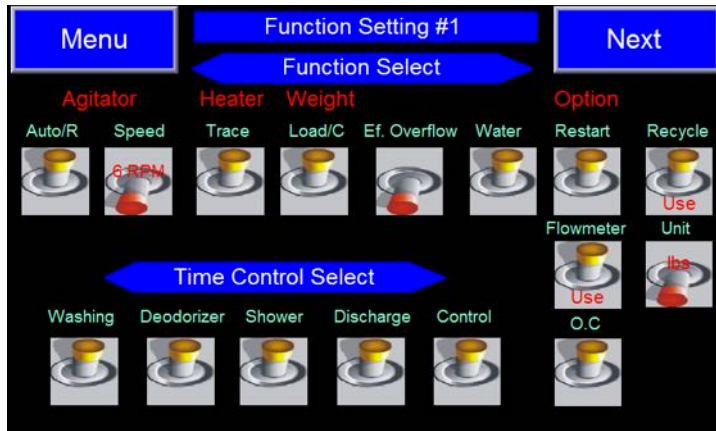 Menu
Function Setting #1
Next
Function Select
Agitator Heater Weight Option
Auto/R Speed Trace Load/C Ef. Overflow Water Restart Recycle
6 RPM
Use
Flowmeter Unit
lbs
Use
Time Control Select
Washing Deodorizer Shower Discharge Control O.C